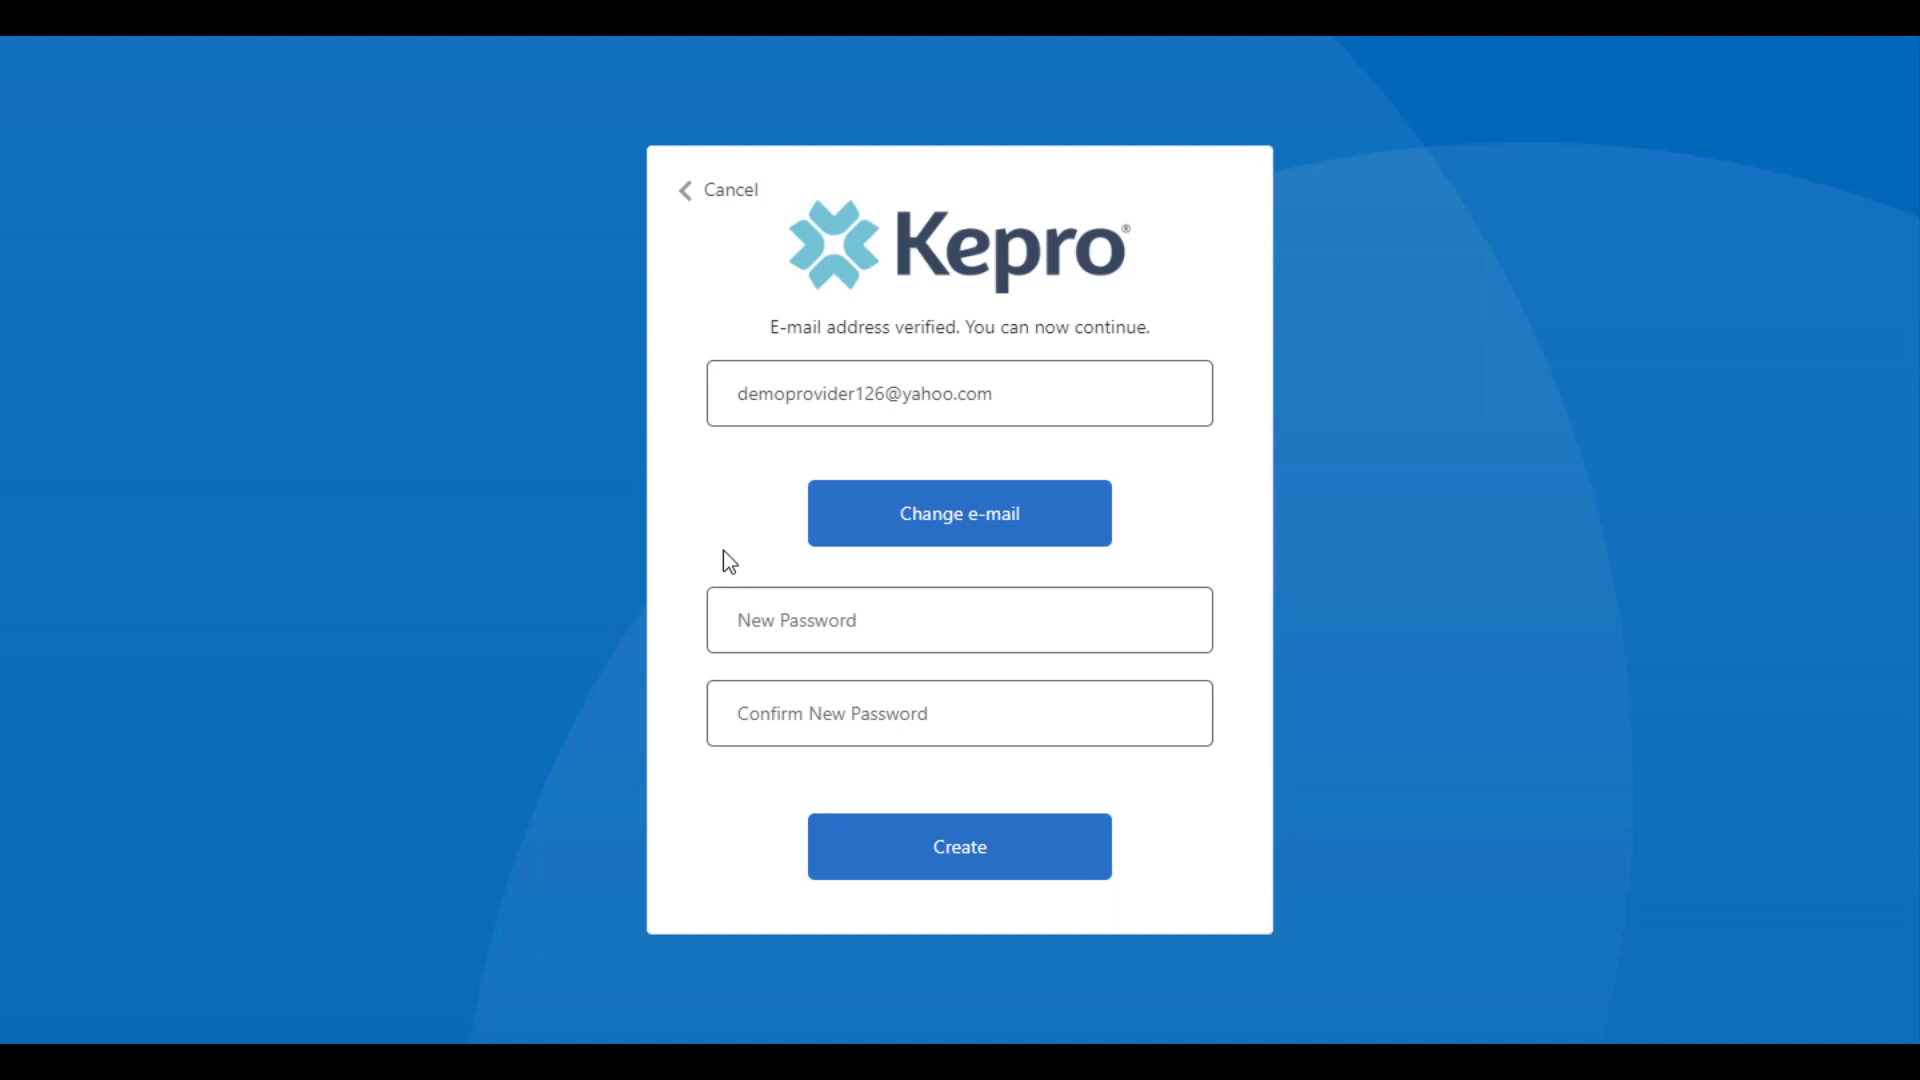 Cancel
Kepro®
E-mail address verified. You can now continue.
demoprovider126@yahoo.com
Change e-mail
New Password
Confirm New Password
Create